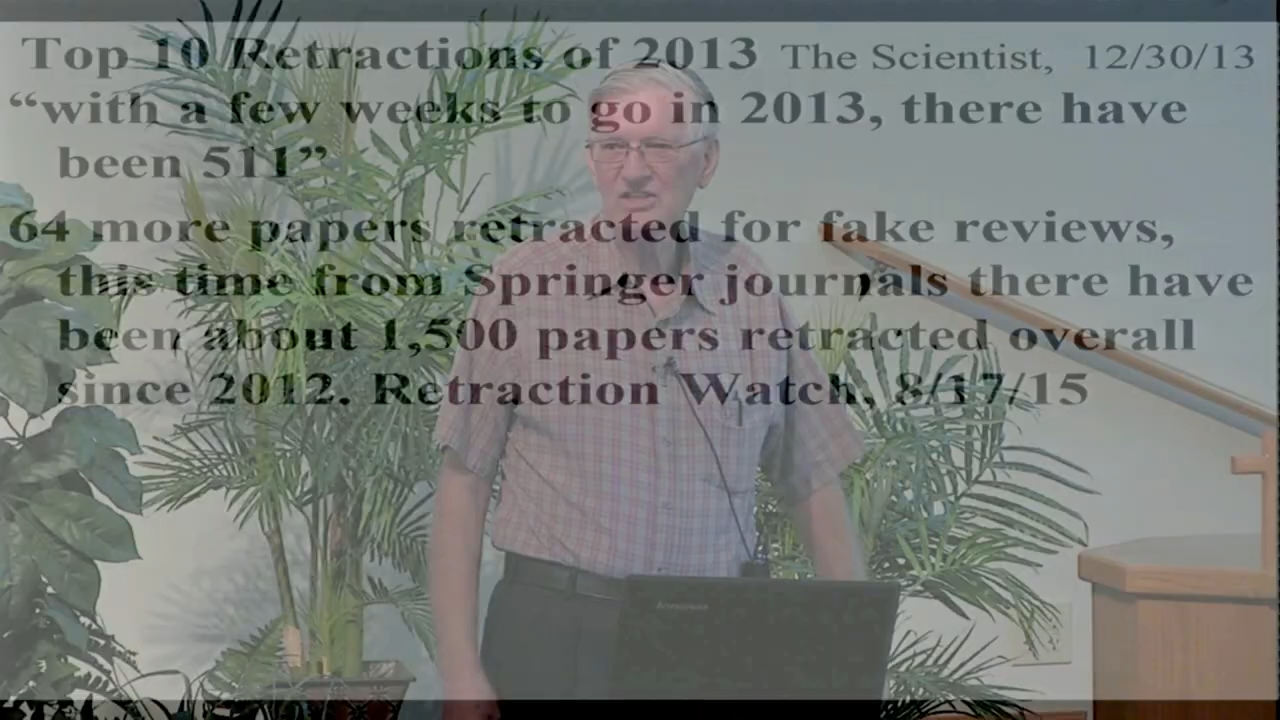 Top 10 Retractions of 2013 The Scientist, 12/30/13
“with a few weeks to go in 2013, there have
been 511”
64 more papers retracted for fake reviews,
this time from Springer journals there have
been about 1,500 papers retracted overall
since 2012. Retraction Watch, 8/17/15
lenovo